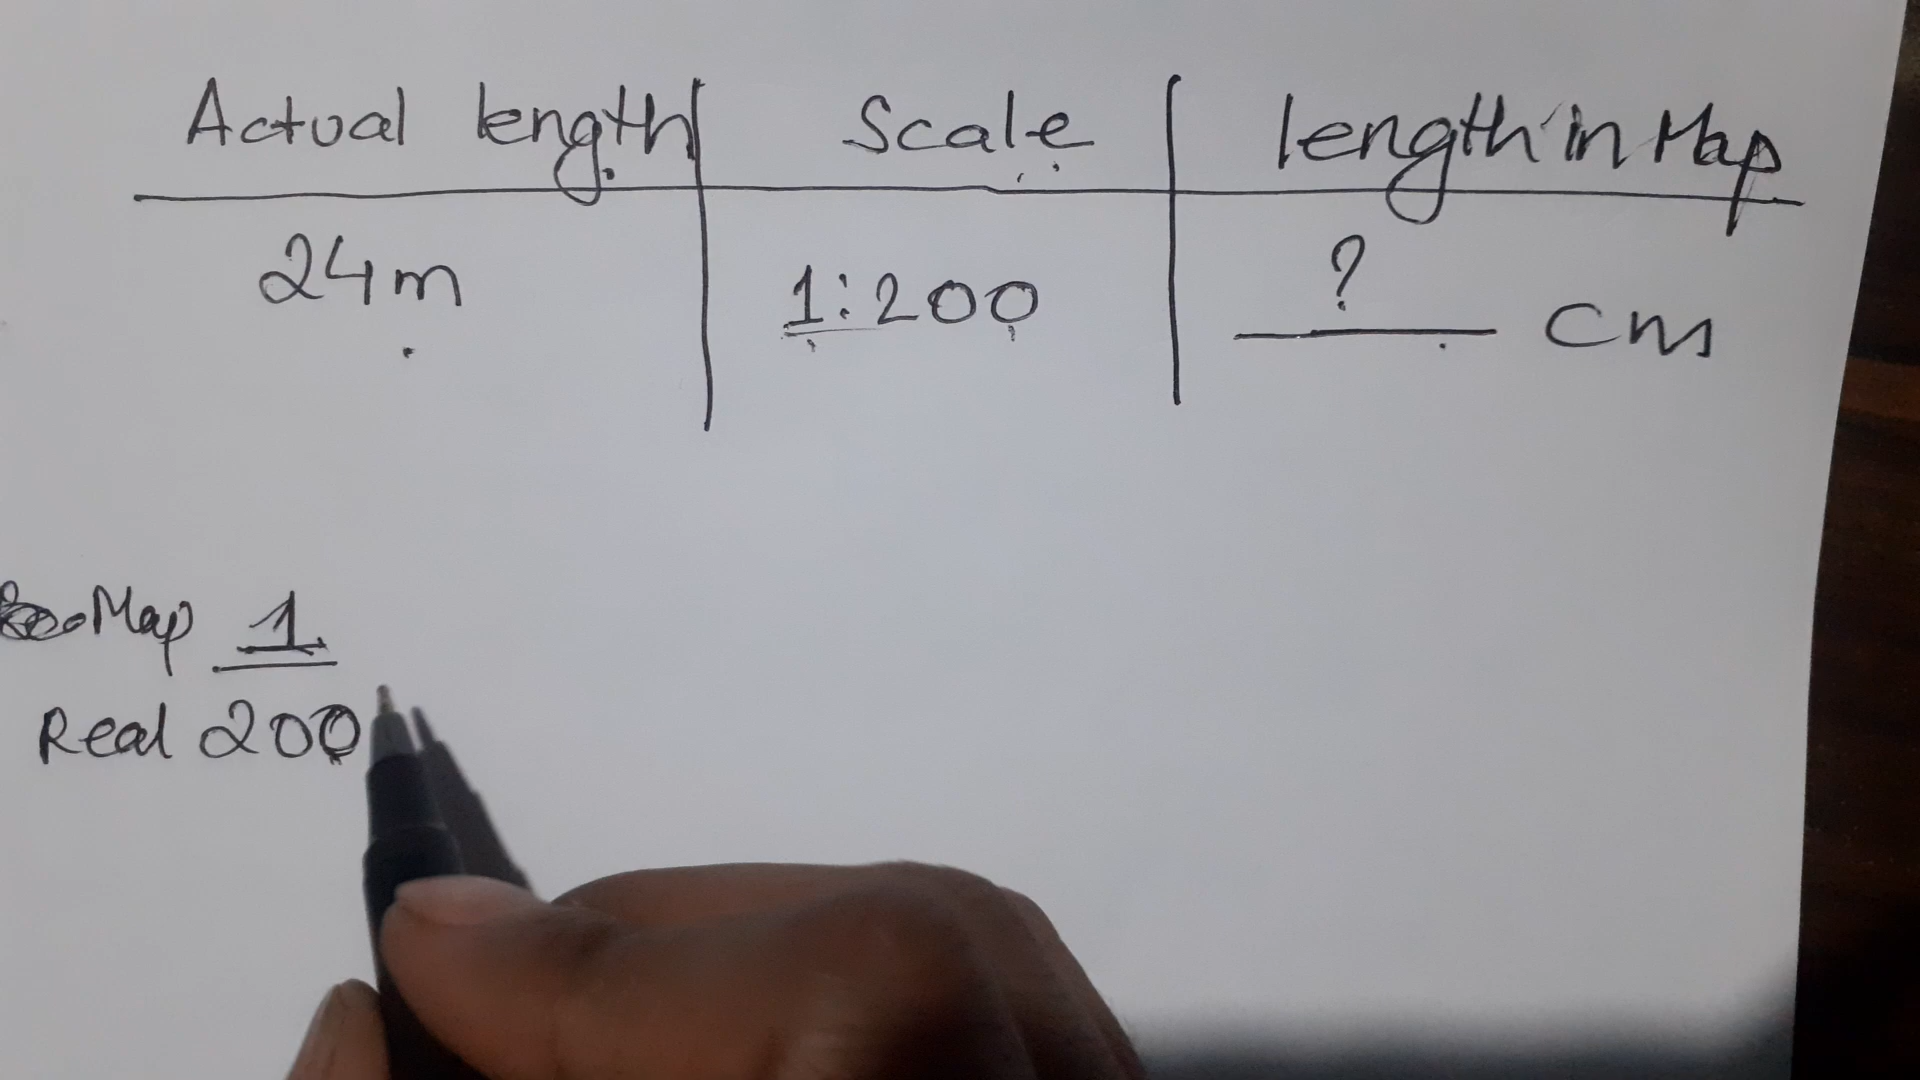 Actual length Scale length in Map
24m 1:200 ? cm
Map 1
Real 200